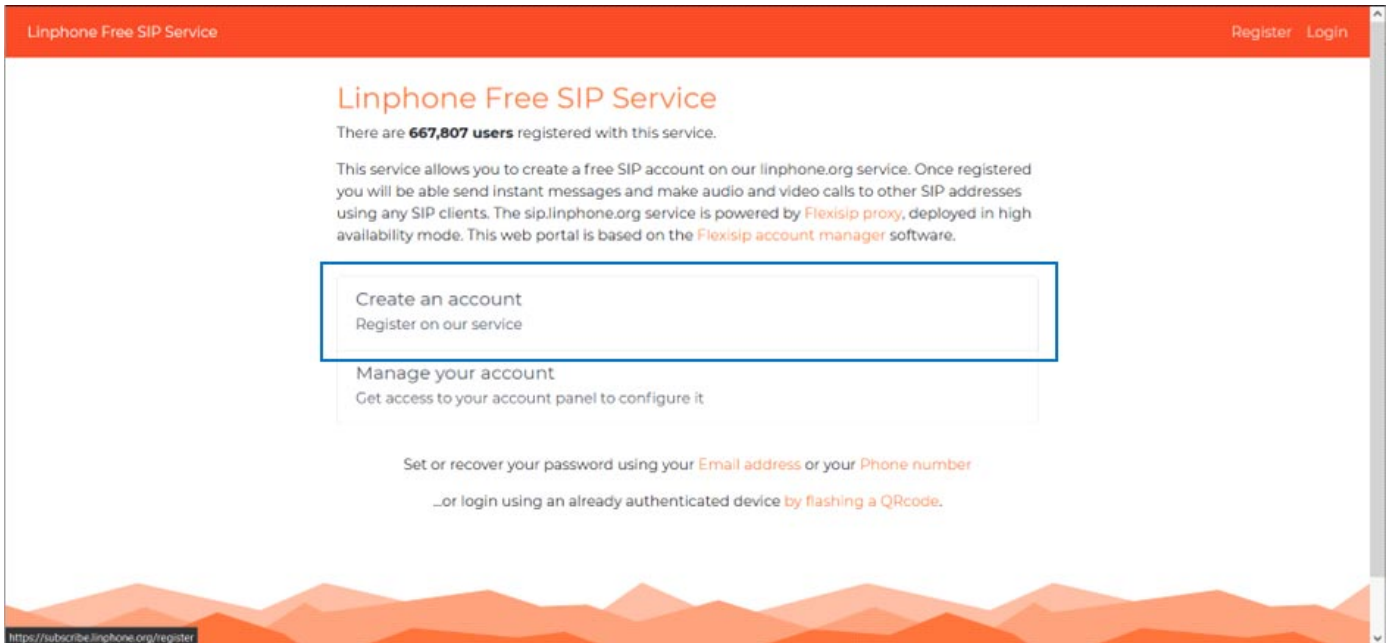 Linphone Free SIP Service
Register Login
Linphone Free SIP Service
There are 667,807 users registered with this service.
This service allows you to create a free SIP account on our linphone.org service. Once registered
you will be able send instant messages and make audio and video calls to other SIP addresses
using any SIP clients. The sip.linphone.org service is powered by Flexisip proxy, deployed in high
availability mode. This web portal is based on the Flexisip account manager software.
Create an account
Register on our service
Manage your account
Get access to your account panel to configure it
Set or recover your password using your Email address or your Phone number
...or login using an already authenticated device by flashing a QRcode.
https://subscribe.linphone.org/register